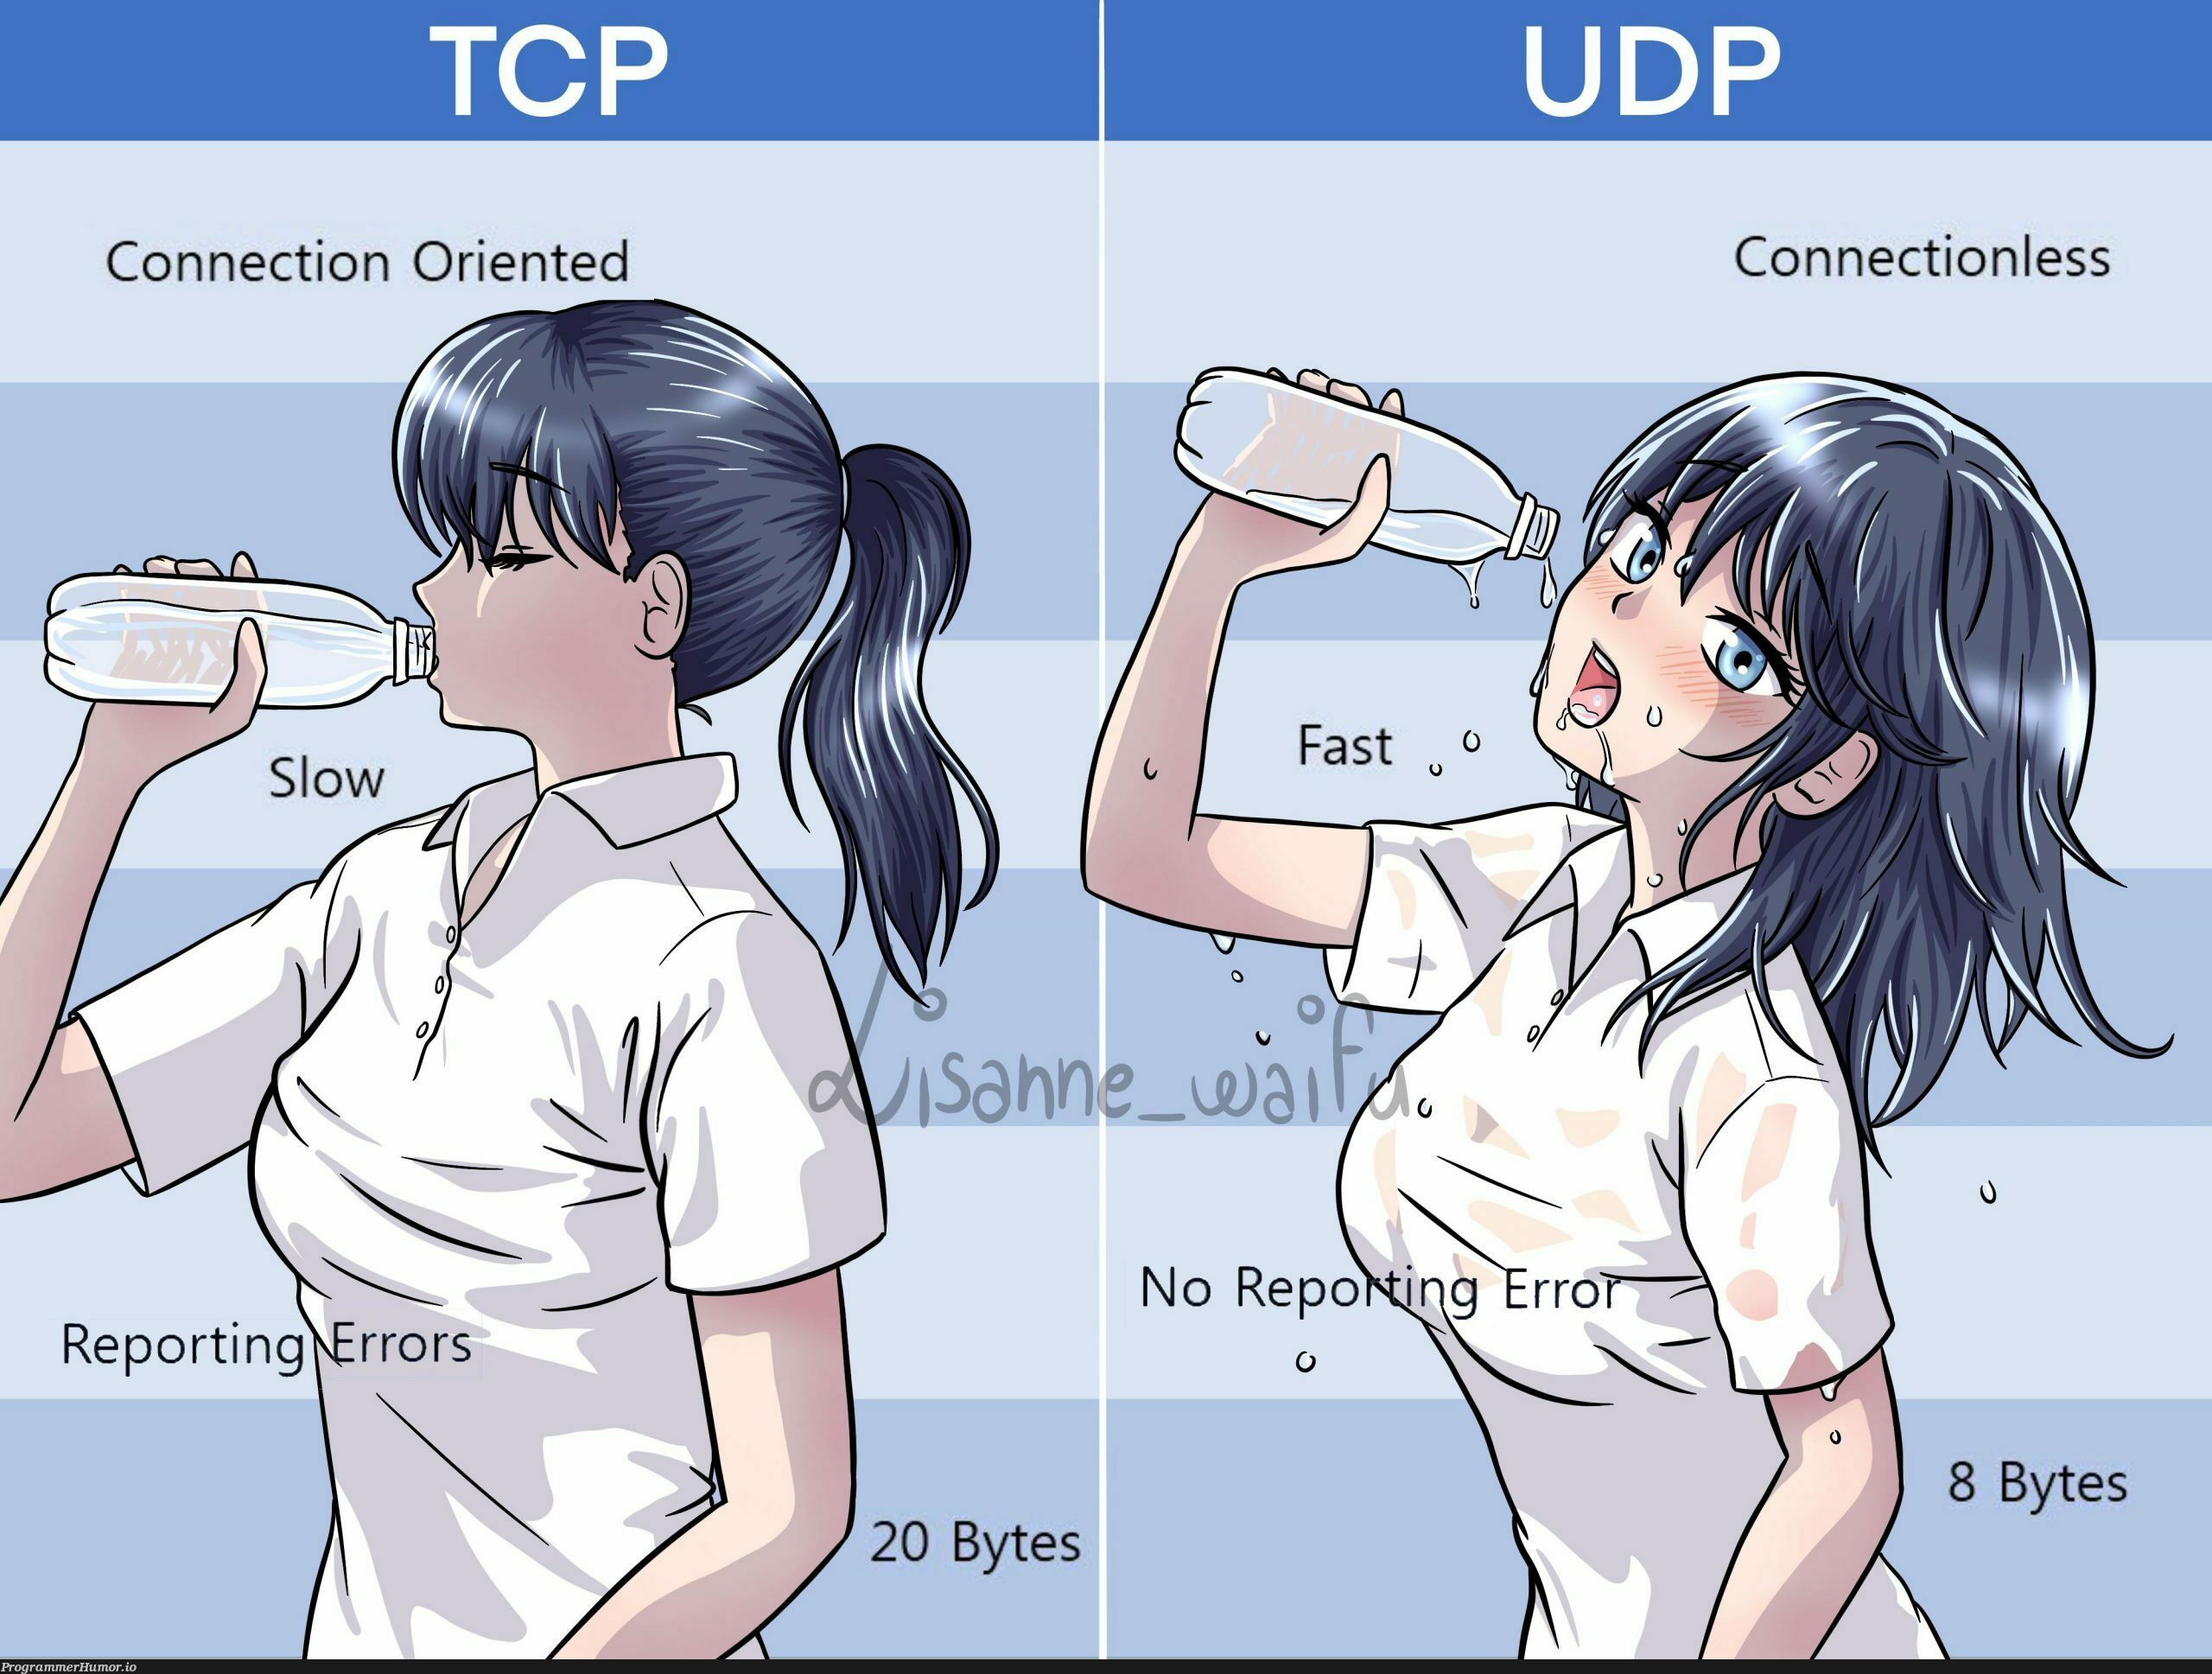 TCP
UDP
Connection Oriented
Connectionless
Slow
Fast
Lisanne_waifu
Reporting Errors
No Reporting Error
20 Bytes
8 Bytes
ProgrammerHumor.io